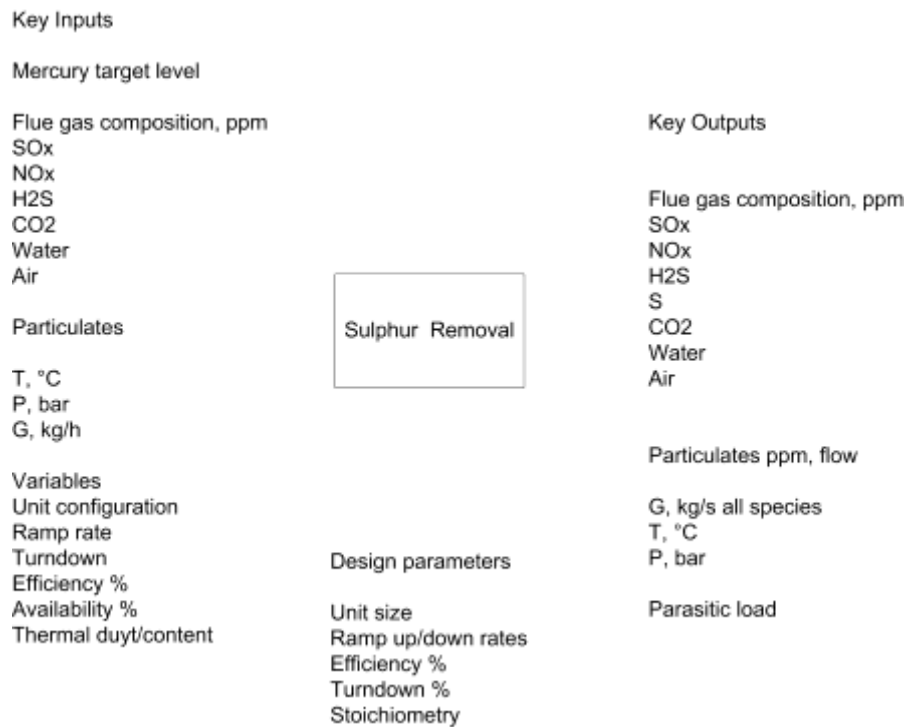 Key Inputs
Mercury target level
Flue gas composition, ppm
SOx
NOx
H2S
CO2
Water
Air
Particulates
T, °C
P, bar
G, kg/h
Variables
Unit configuration
Ramp rate
Turndown
Efficiency %
Availability %
Thermal duyt/content
Sulphur Removal
Design parameters
Unit size
Ramp up/down rates
Efficiency %
Turndown %
Stoichiometry
Key Outputs
Flue gas composition, ppm
SOx
NOx
H2S
S
CO2
Water
Air
Particulates ppm, flow
G, kg/s all species
T, °C
P, bar
Parasitic load